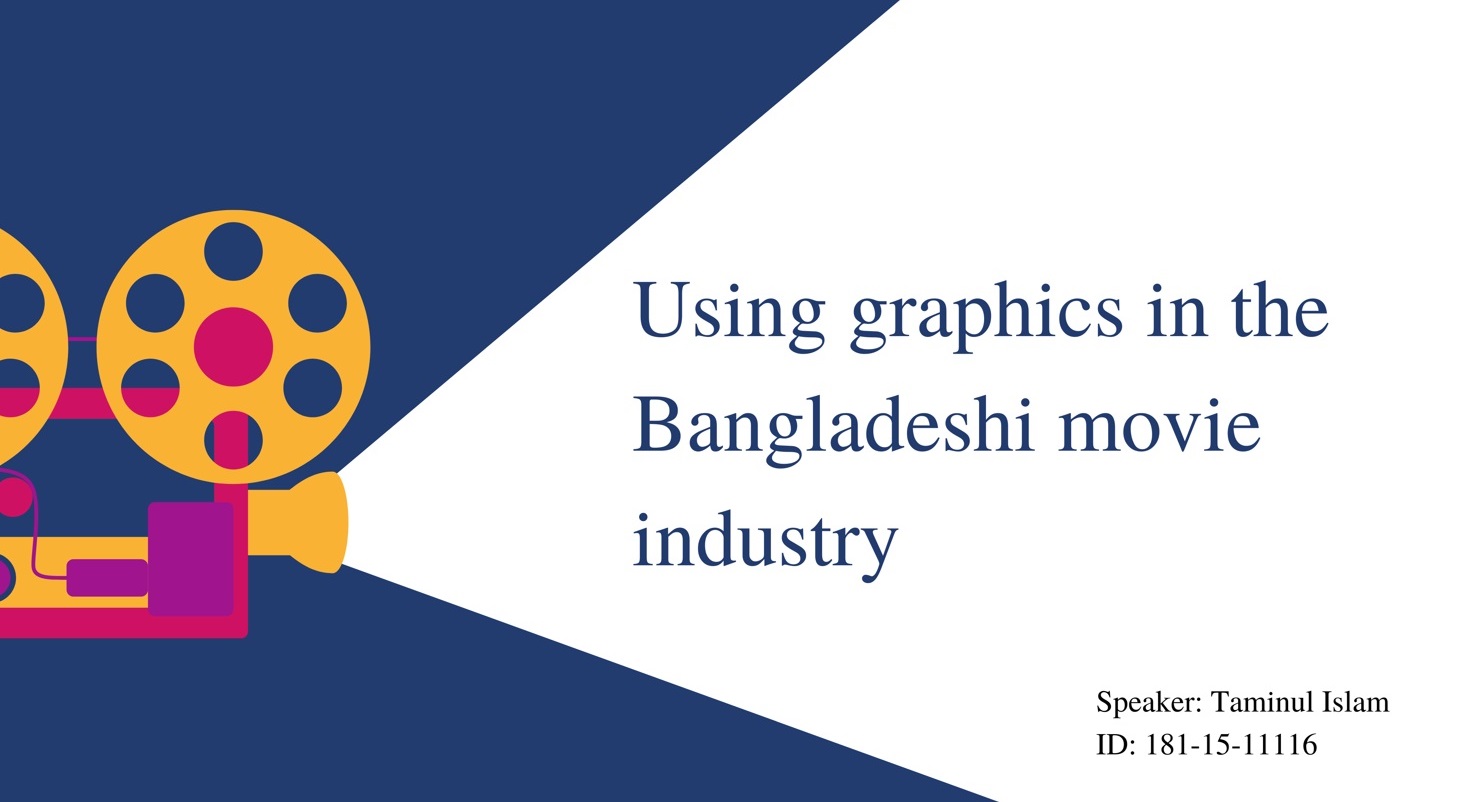 Using graphics in the
Bangladeshi movie
industry
Speaker: Taminul Islam
ID: 181-15-11116